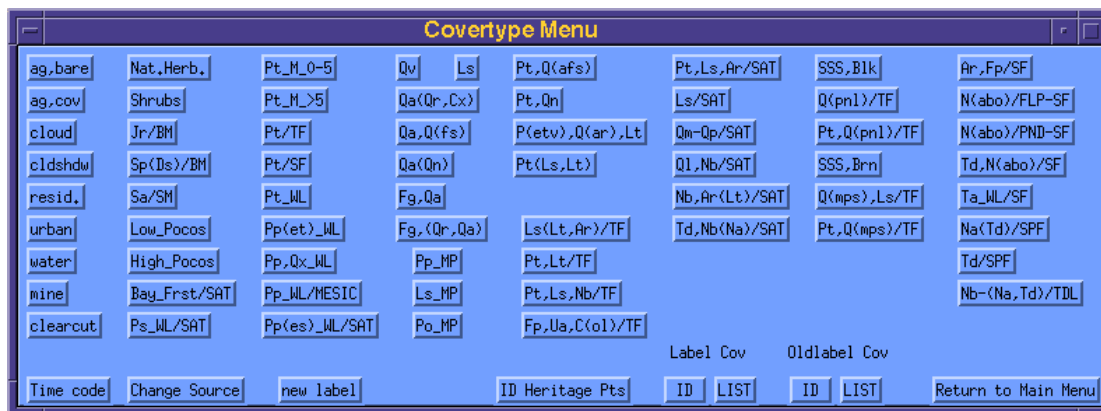 Covertype Menu
ag,bare Nat.Herb. Pt_M_0-5 Qv Ls Pt,Q(afs) Pt,Ls,Ar/SAT SSS,Blk Ar,Fp/SF
ag,cov Shrubs Pt_M_>5 Qa(Qr,Cx) Pt,Qn Ls/SAT Q(pnl)/TF N(abo)/FLP-SF
cloud Jr/BM Pt/TF Qa,Q(fs) P(etv),Q(ar),Lt Qm-Qp/SAT Pt,Q(pnl)/TF N(abo)/PND-SF
cldshdw Sp(Ds)/BM Pt/SF Qa(Qn) Pt(Ls,Lt) Ql,Nb/SAT SSS,Brn Td,N(abo)/SF
resid. Sa/SM Pt_WL Fg,Qa Nb,Ar(Lt)/SAT Q(mps),Ls/TF Ta_WL/SF
urban Low_Pocos Pp(et)_WL Fg,(Qr,Qa) Ls(Lt,Ar)/TF Td,Nb(Na)/SAT Pt,Q(mps)/TF Na(Td)/SPF
water High_Pocos Pp,Qx_WL Pp_MP Pt,Lt/TF Td/SPF
mine Bay_Frst/SAT Pp_WL/MESIC Ls_MP Pt,Ls,Nb/TF Nb-(Na,Td)/TDL
clearcut Ps_WL/SAT Pp(es)_WL/SAT Po_MP Fp,Ua,C(ol)/TF
Label Cov Oldlabel Cov
Time code Change Source new label ID Heritage Pts ID LIST ID LIST Return to Main Menu